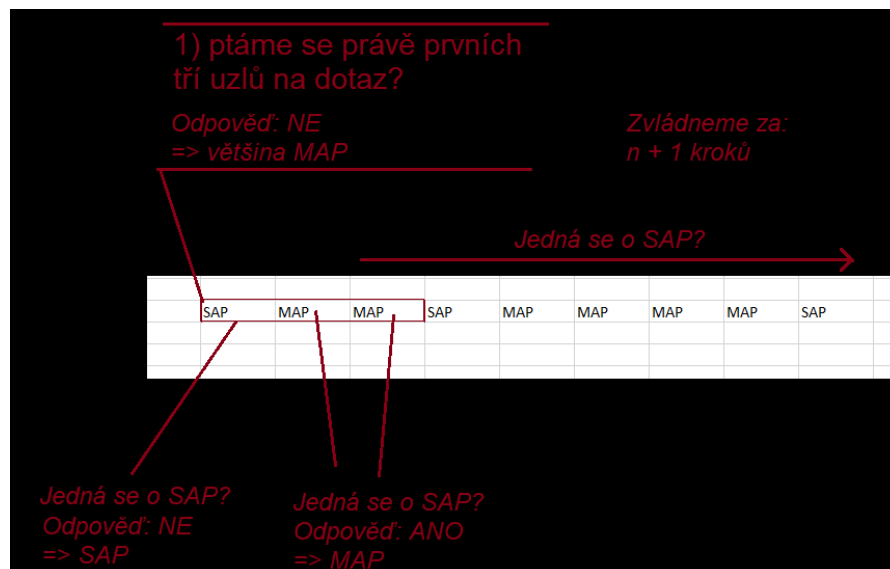 1) ptáme se právě prvních
tří uzlů na dotaz?
Odpověď: NE
=> většina MAP
Zvládneme za:
n + 1 kroků
Jedná se o SAP?
SAP MAP MAP SAP MAP MAP MAP MAP SAP
Jedná se o SAP?
Odpověď: NE
=> SAP
Jedná se o SAP?
Odpověď: ANO
=> MAP